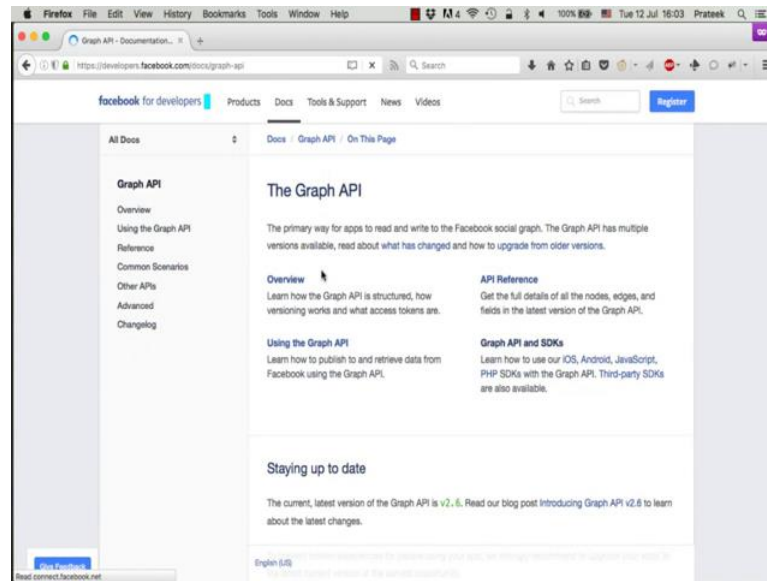 Firefox File Edit View History Bookmarks Tools Window Help 4 100% Tue 12 Jul 16:03 Prateek
Graph API - Documentation...
https://developers.facebook.com/docs/graph-api Search
facebook for developers Products Docs Tools & Support News Videos Search Register
All Docs
Docs / Graph API / On This Page
Graph API
Overview
Using the Graph API
Reference
Common Scenarios
Other APIs
Advanced
Changelog
The Graph API
The primary way for apps to read and write to the Facebook social graph. The Graph API has multiple
versions available, read about what has changed and how to upgrade from older versions.
Overview
Learn how the Graph API is structured, how
versioning works and what access tokens are.
API Reference
Get the full details of all the nodes, edges, and
fields in the latest version of the Graph API.
Using the Graph API
Learn how to publish to and retrieve data from
Facebook using the Graph API.
Graph API and SDKs
Learn how to use our iOS, Android, JavaScript,
PHP SDKs with the Graph API. Third-party SDKs
are also available.
Staying up to date
The current, latest version of the Graph API is v2.6. Read our blog post Introducing Graph API v2.6 to learn
about the latest changes.
Give Feedback
English (US)
Read connect.facebook.net